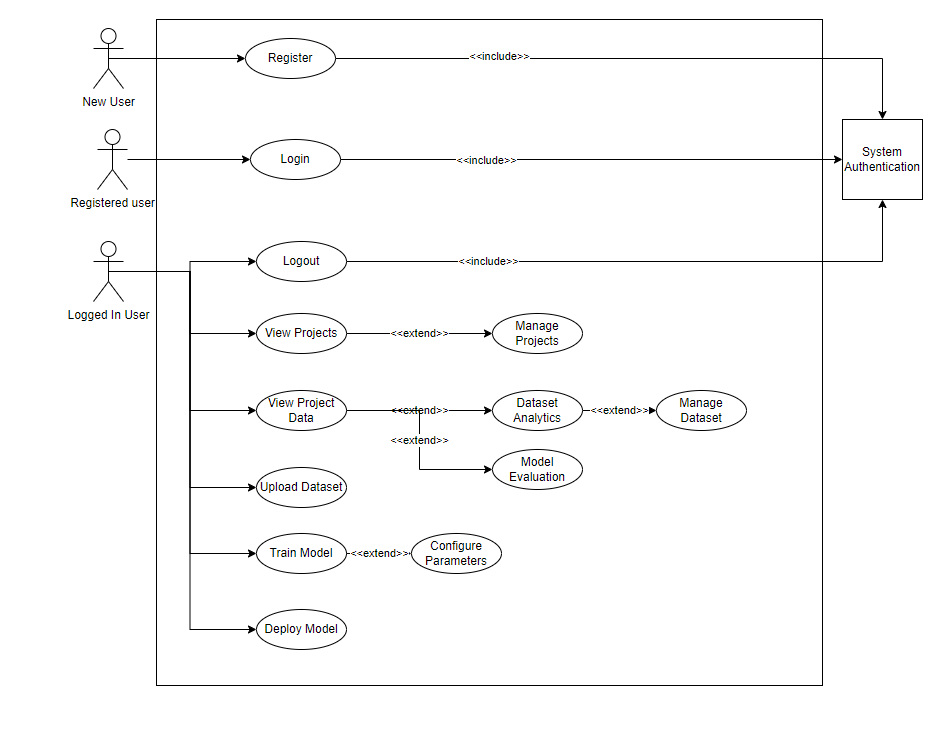 New User
Register
<<include>>
System
Authentication
Registered user
Login
<<include>>
Logged In User
Logout
<<include>>
View Projects
<<extend>>
Manage
Projects
View Project
Data
<<extend>>
Dataset
Analytics
<<extend>>
Manage
Dataset
<<extend>>
Model
Evaluation
Upload Dataset
Train Model
<<extend>>
Configure
Parameters
Deploy Model